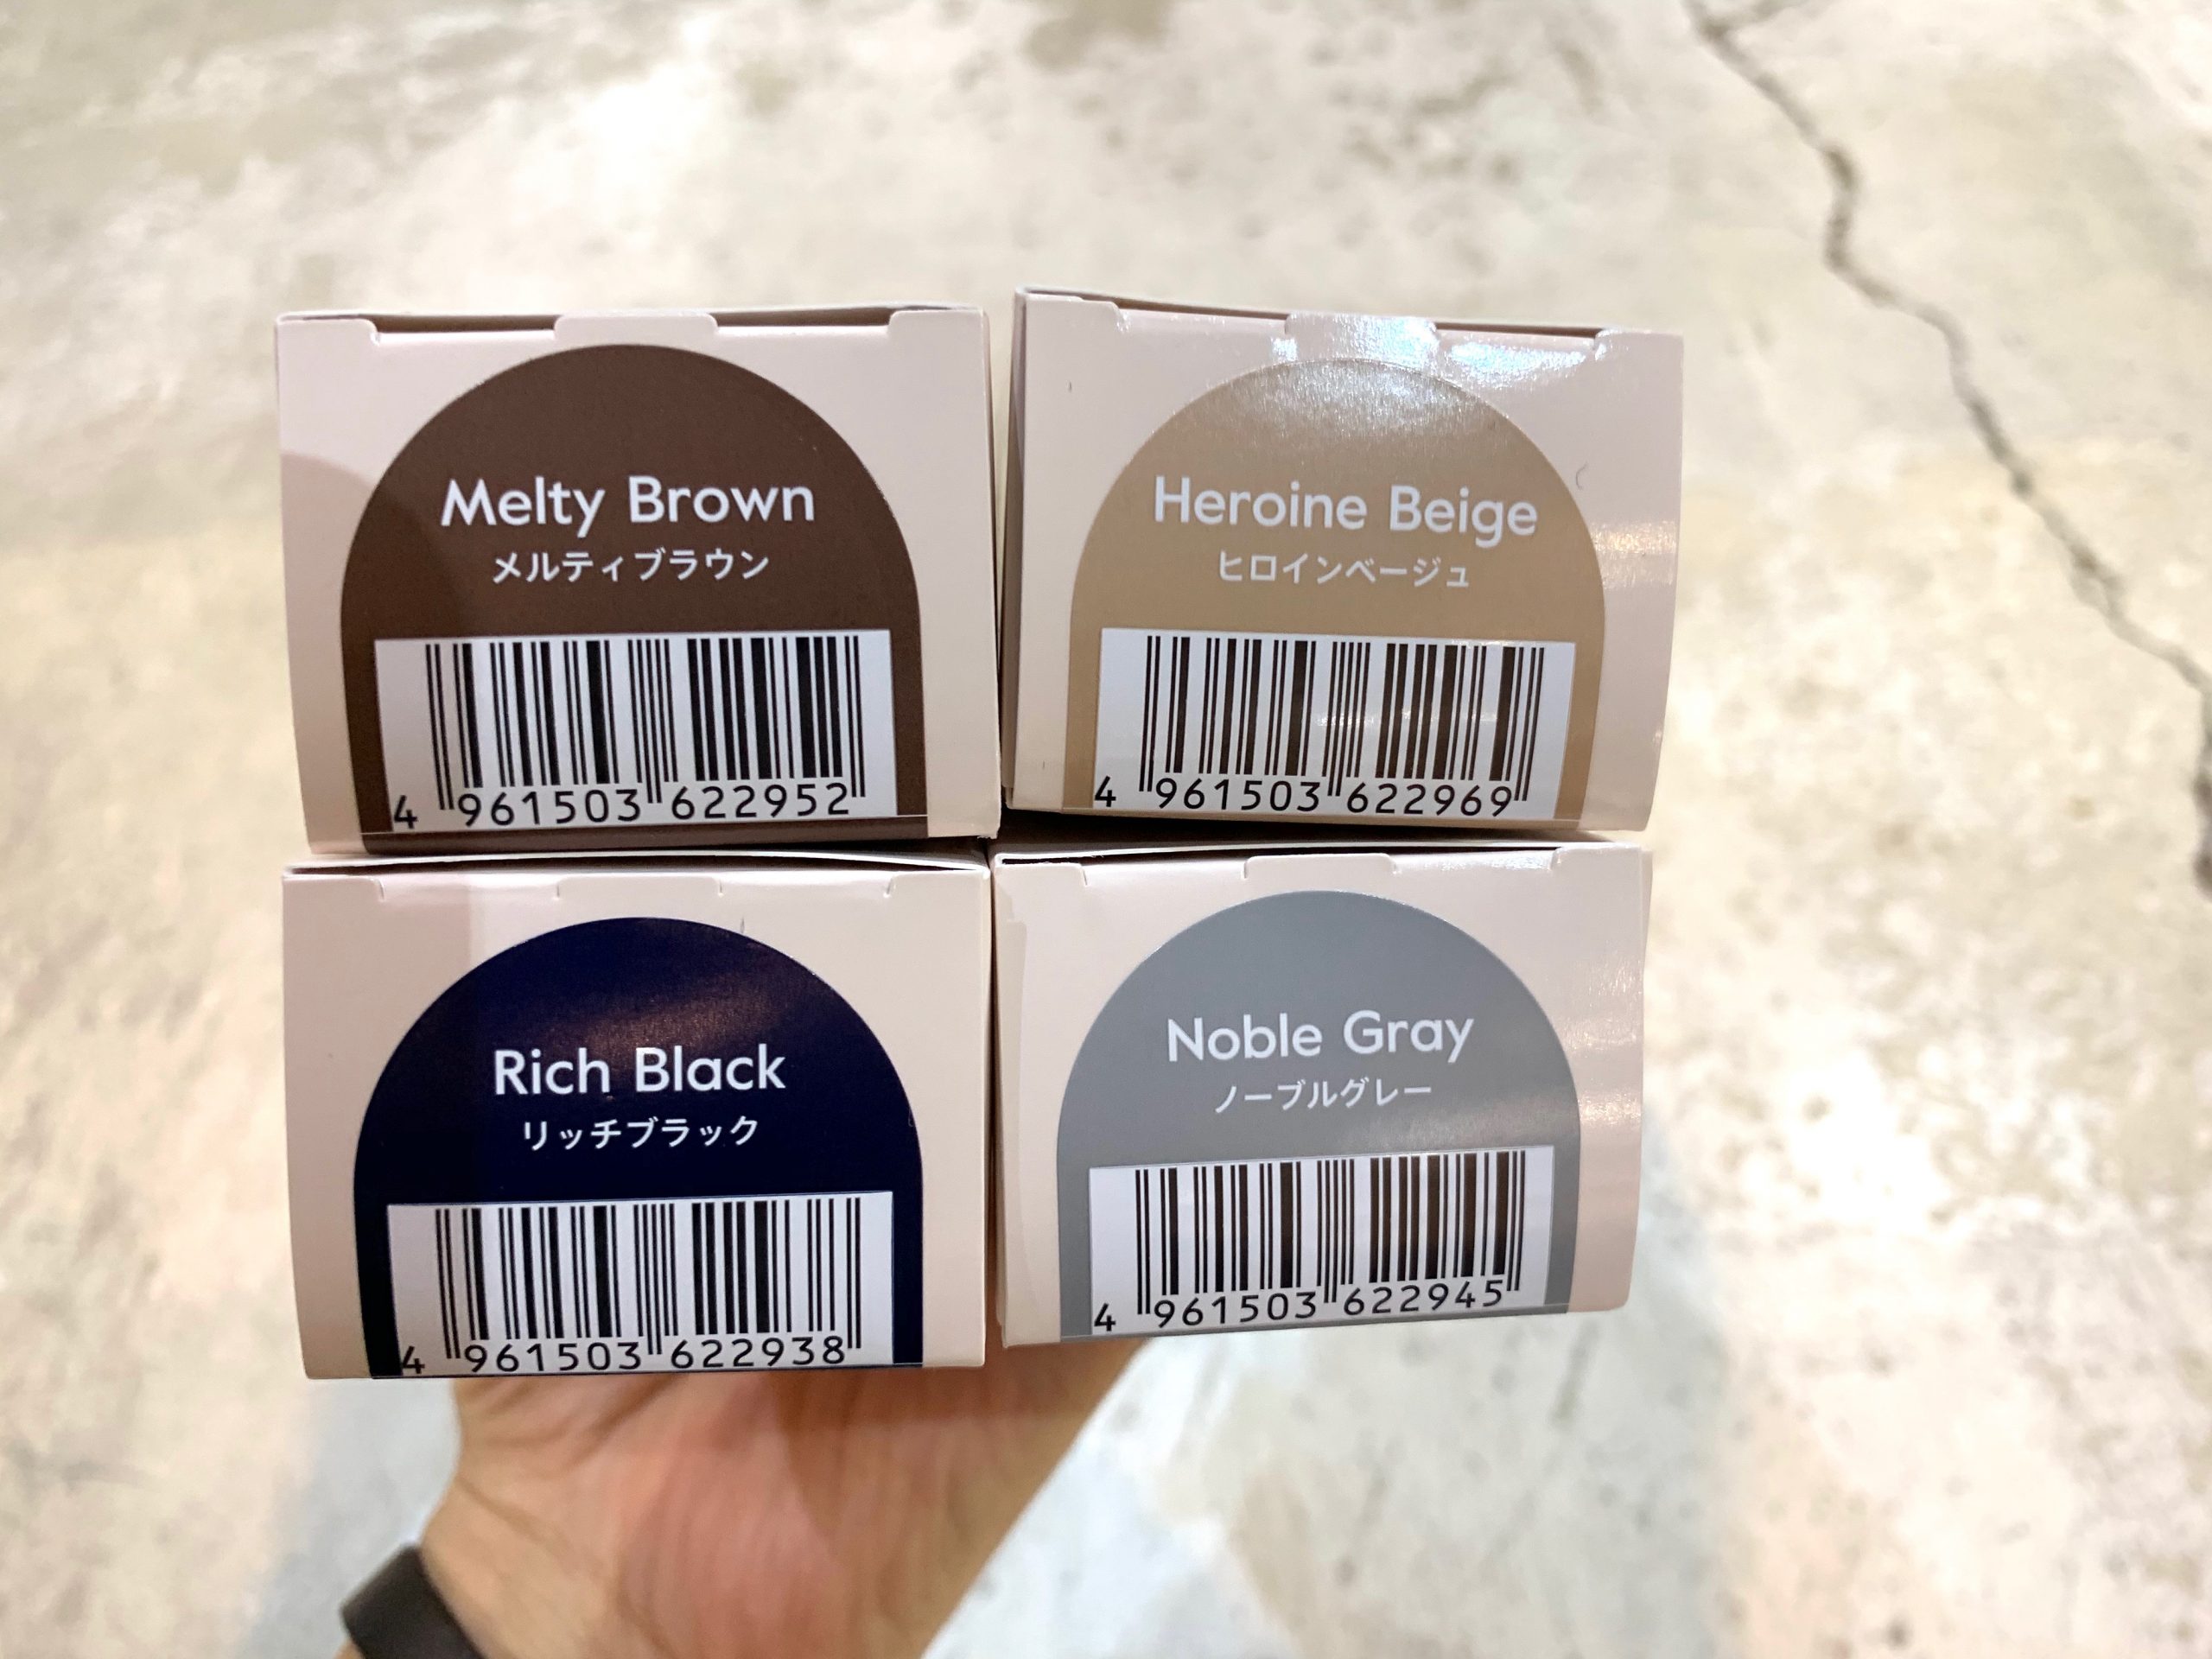 Melty Brown
メルティブラウン
4 961503 622952
Heroine Beige
ヒロインベージュ
4 961503 622969
Rich Black
リッチブラック
4 961503 622938
Noble Gray
ノーブルグレー
4 961503 622945